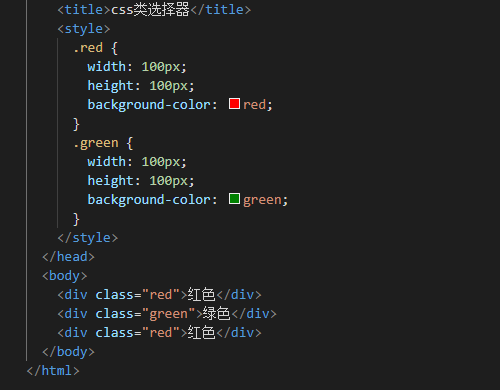 <title>css类选择器</title>
<style>
.red {
width: 100px;
height: 100px;
background-color: red;
}
.green {
width: 100px;
height: 100px;
background-color: green;
}
</style>
</head>
<body>
<div class="red">红色</div>
<div class="green">绿色</div>
<div class="red">红色</div>
</body>
</html>